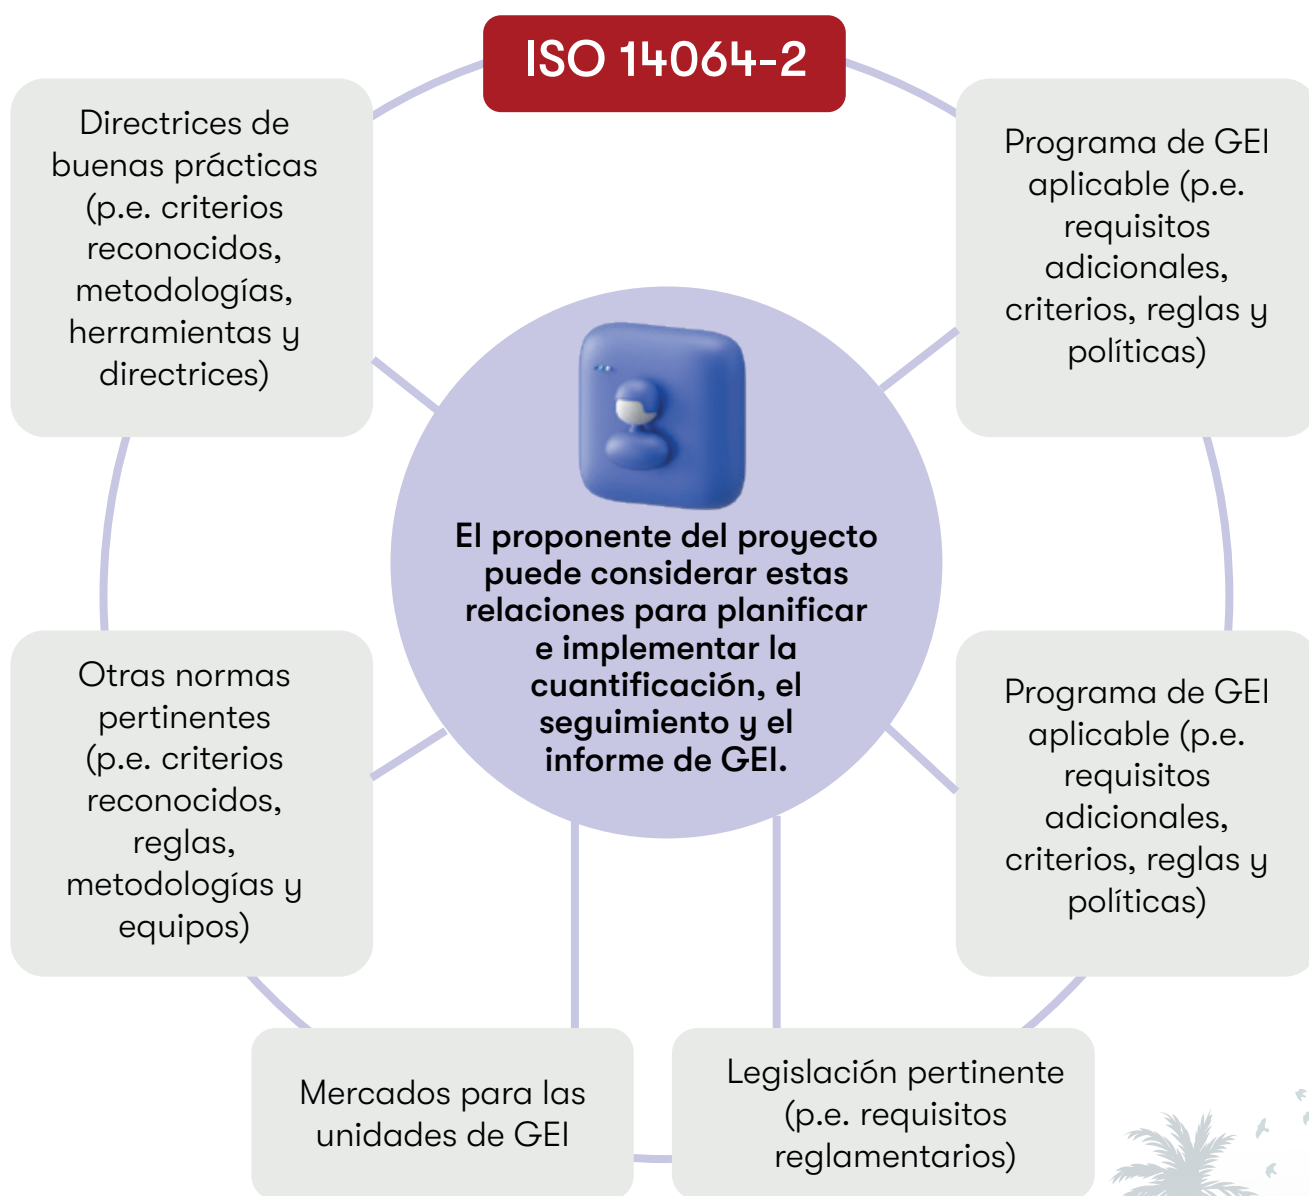 ISO 14064-2
Directrices de
buenas prácticas
(p.e. criterios
reconocidos,
metodologías,
herramientas y
directrices)
Programa de GEI
aplicable (p.e.
requisitos
adicionales,
criterios, reglas y
políticas)
El proponente del proyecto
puede considerar estas
relaciones para planificar
e implementar la
cuantificación, el
seguimiento y el
informe de GEI.
Otras normas
pertinentes
(p.e. criterios
reconocidos,
reglas,
metodologías y
equipos)
Programa de GEI
aplicable (p.e.
requisitos
adicionales,
criterios, reglas y
políticas)
Mercados para las
unidades de GEI
Legislación pertinente
(p.e. requisitos
reglamentarios)